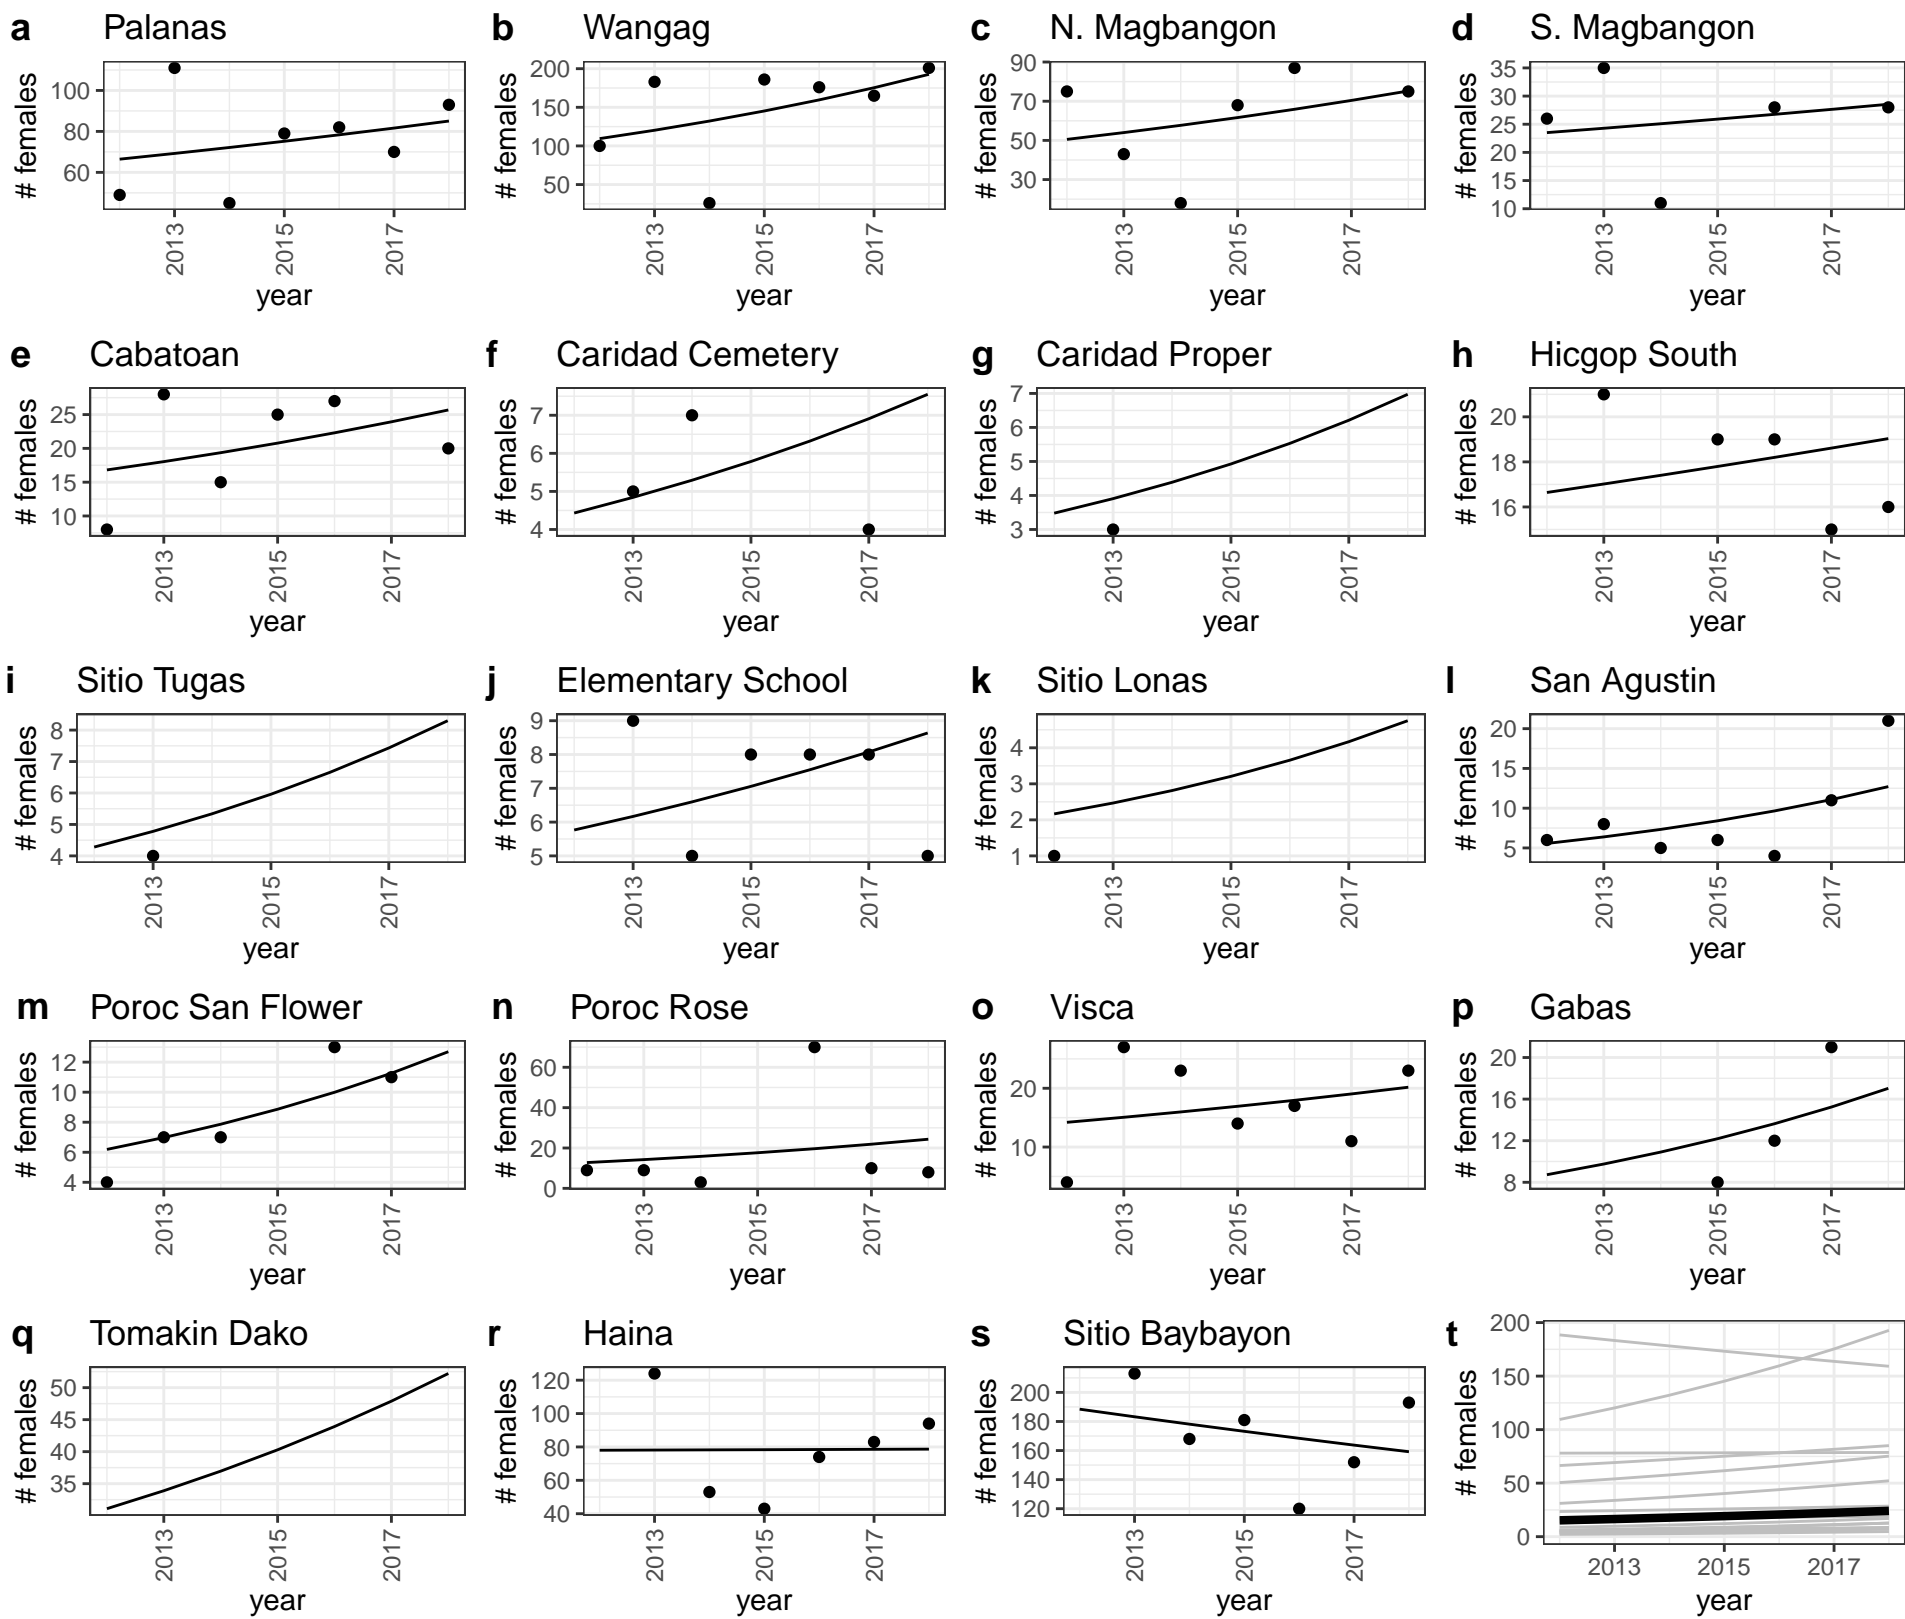 a Palanas
# females
100
80
60
2013 2015 2017
year
b Wangag
# females
200
150
100
50
2013 2015 2017
year
c N. Magbangon
# females
90
70
50
30
2013 2015 2017
year
d S. Magbangon
# females
35
30
25
20
15
10
2013 2015 2017
year
e Cabatoan
# females
25
20
15
10
2013 2015 2017
year
f Caridad Cemetery
# females
7
6
5
4
2013 2015 2017
year
g Caridad Proper
# females
7
6
5
4
3
2013 2015 2017
year
h Hicgop South
# females
20
18
16
2013 2015 2017
year
i Sitio Tugas
# females
8
7
6
5
4
2013 2015 2017
year
j Elementary School
# females
9
8
7
6
5
2013 2015 2017
year
k Sitio Lonas
# females
4
3
2
1
2013 2015 2017
year
l San Agustin
# females
20
15
10
5
2013 2015 2017
year
m Poroc San Flower
# females
12
10
8
6
4
2013 2015 2017
year
n Poroc Rose
# females
60
40
20
0
2013 2015 2017
year
o Visca
# females
20
10
2013 2015 2017
year
p Gabas
# females
20
16
12
8
2013 2015 2017
year
q Tomakin Dako
# females
50
45
40
35
2013 2015 2017
year
r Haina
# females
120
100
80
60
40
2013 2015 2017
year
s Sitio Baybayon
# females
200
180
160
140
120
2013 2015 2017
year
t
# females
200
150
100
50
0
2013 2015 2017
year